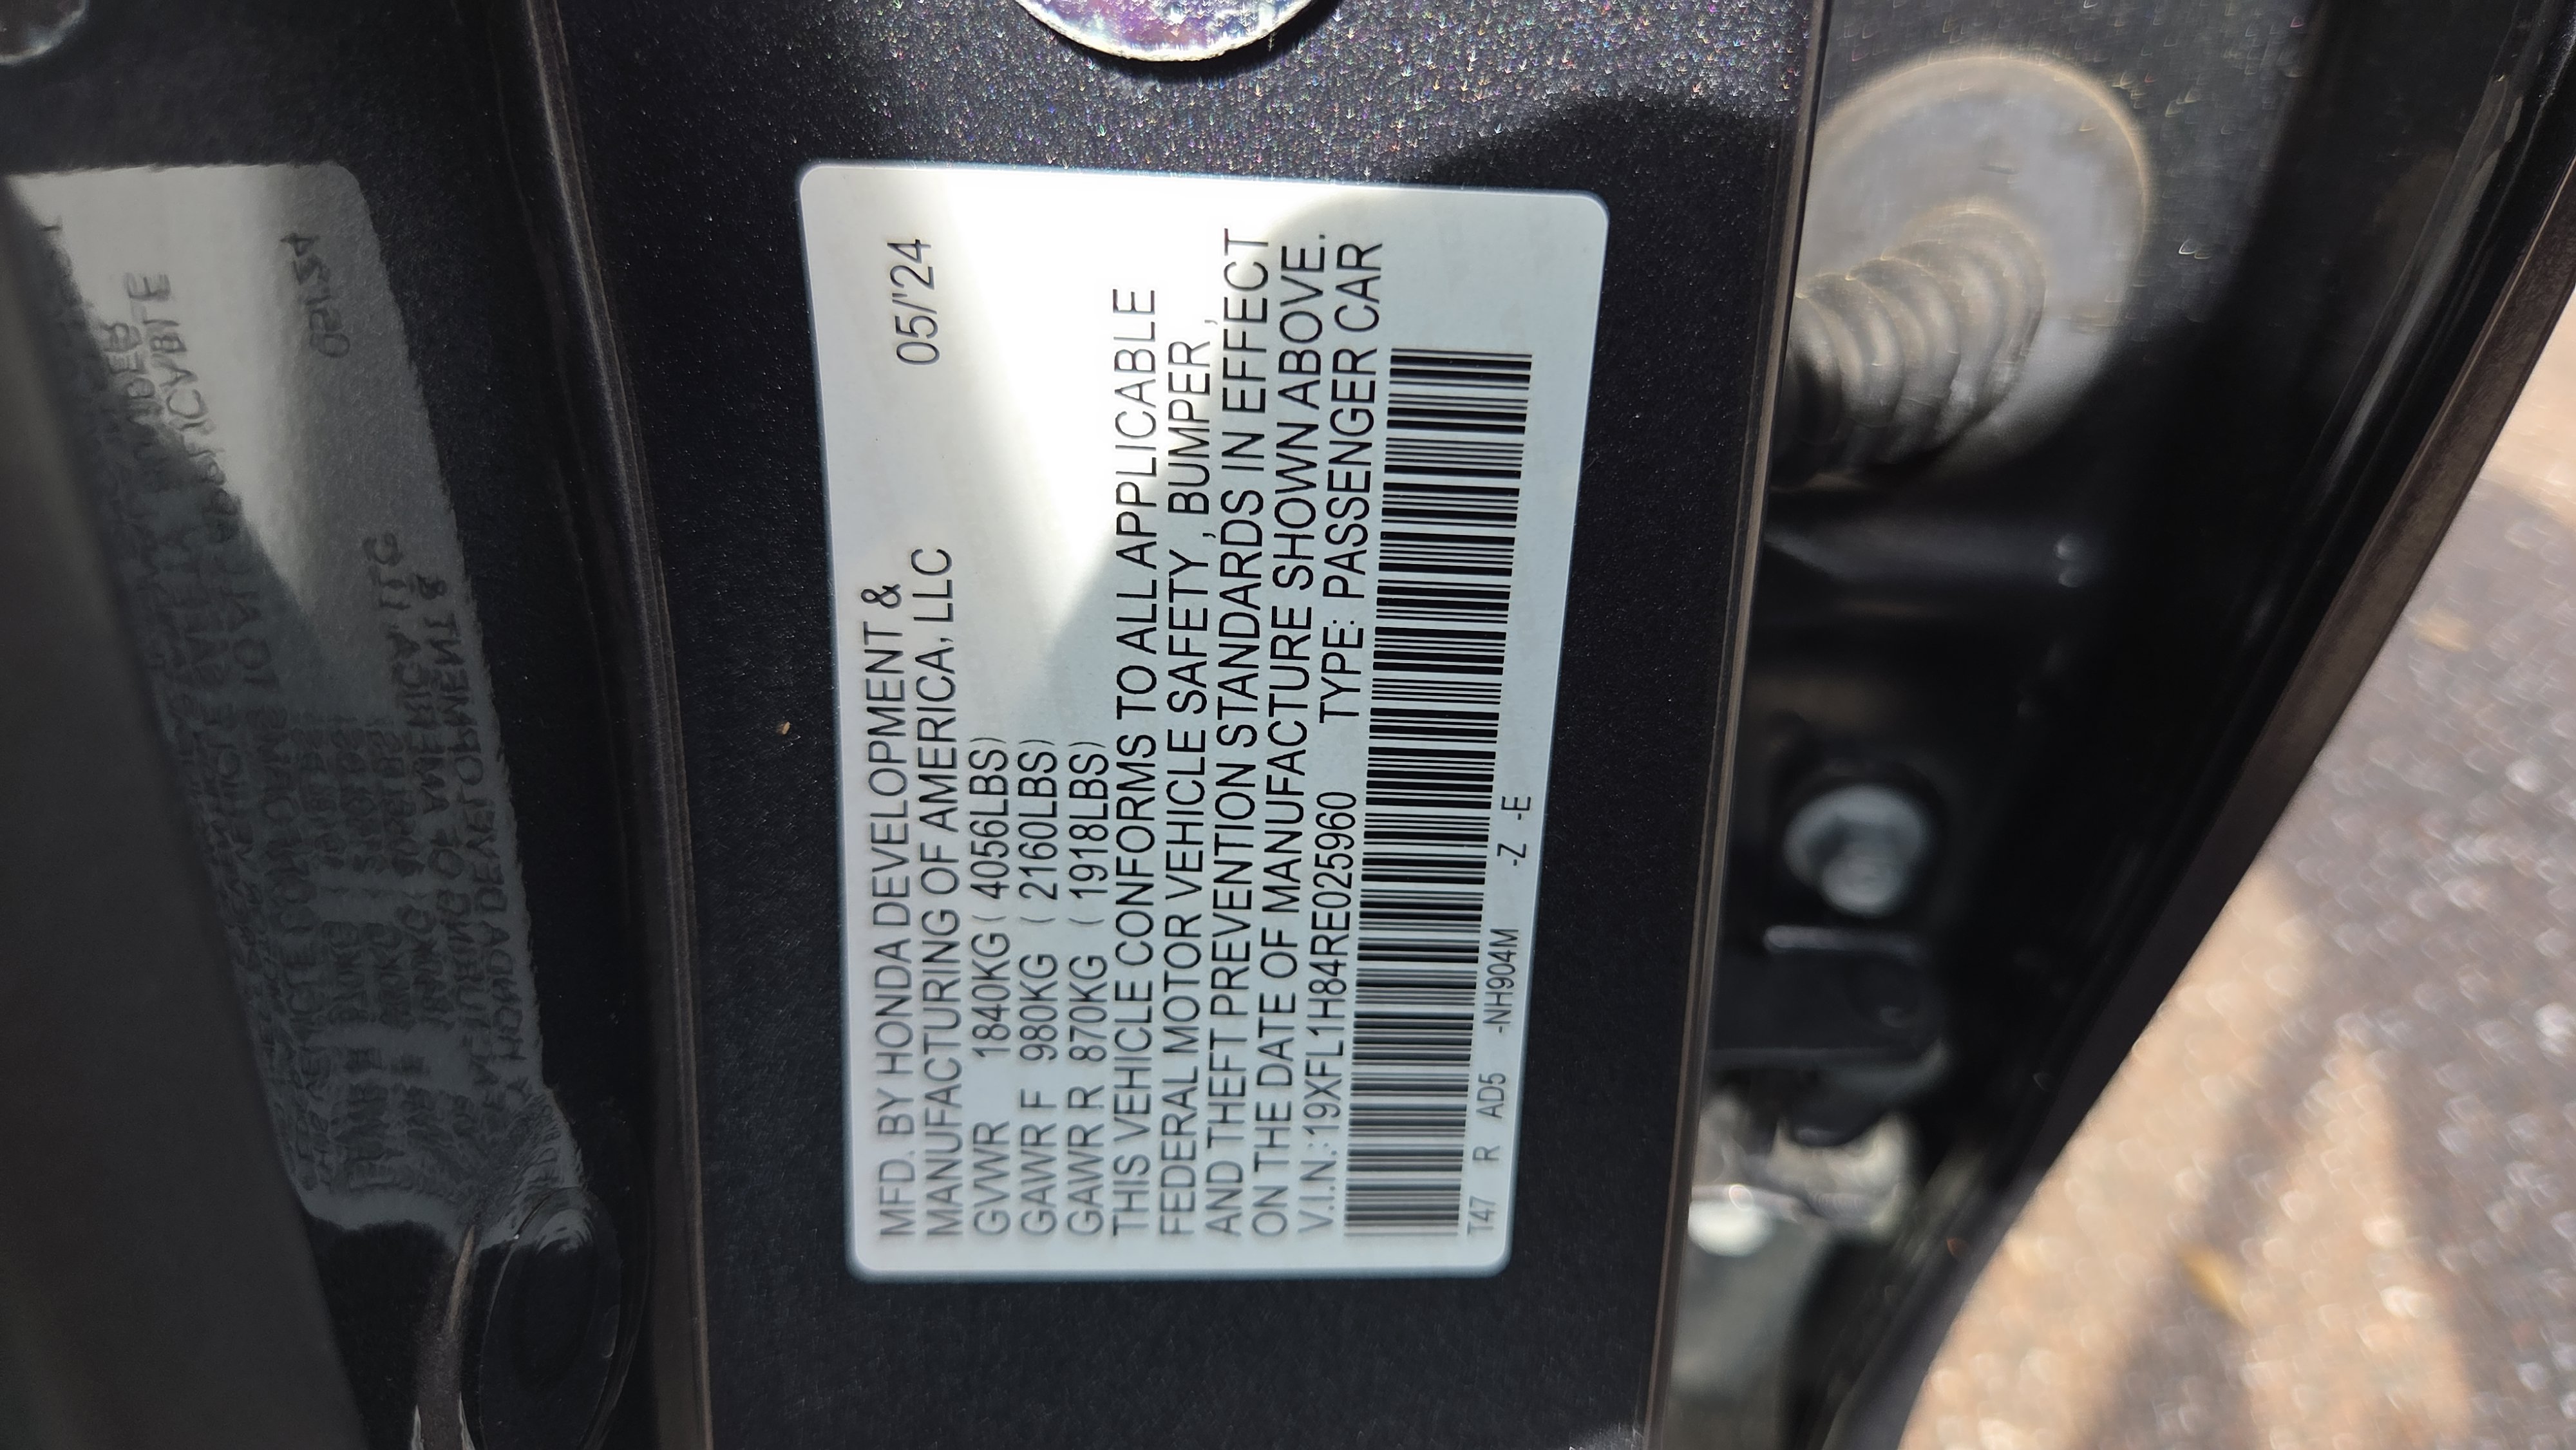 MFD. BY HONDA DEVELOPMENT &
MANUFACTURING OF AMERICA, LLC 05/'24
GVWR 1840KG ( 4056LBS)
GAWR F 980KG ( 2160LBS)
GAWR R 870KG ( 1918LBS)
THIS VEHICLE CONFORMS TO ALL APPLICABLE
FEDERAL MOTOR VEHICLE SAFETY , BUMPER ,
AND THEFT PREVENTION STANDARDS IN EFFECT
ON THE DATE OF MANUFACTURE SHOWN ABOVE.
V.I.N.:19XFL1H84RE025960 TYPE: PASSENGER CAR
T47 R AD5 -NH904M -Z -E